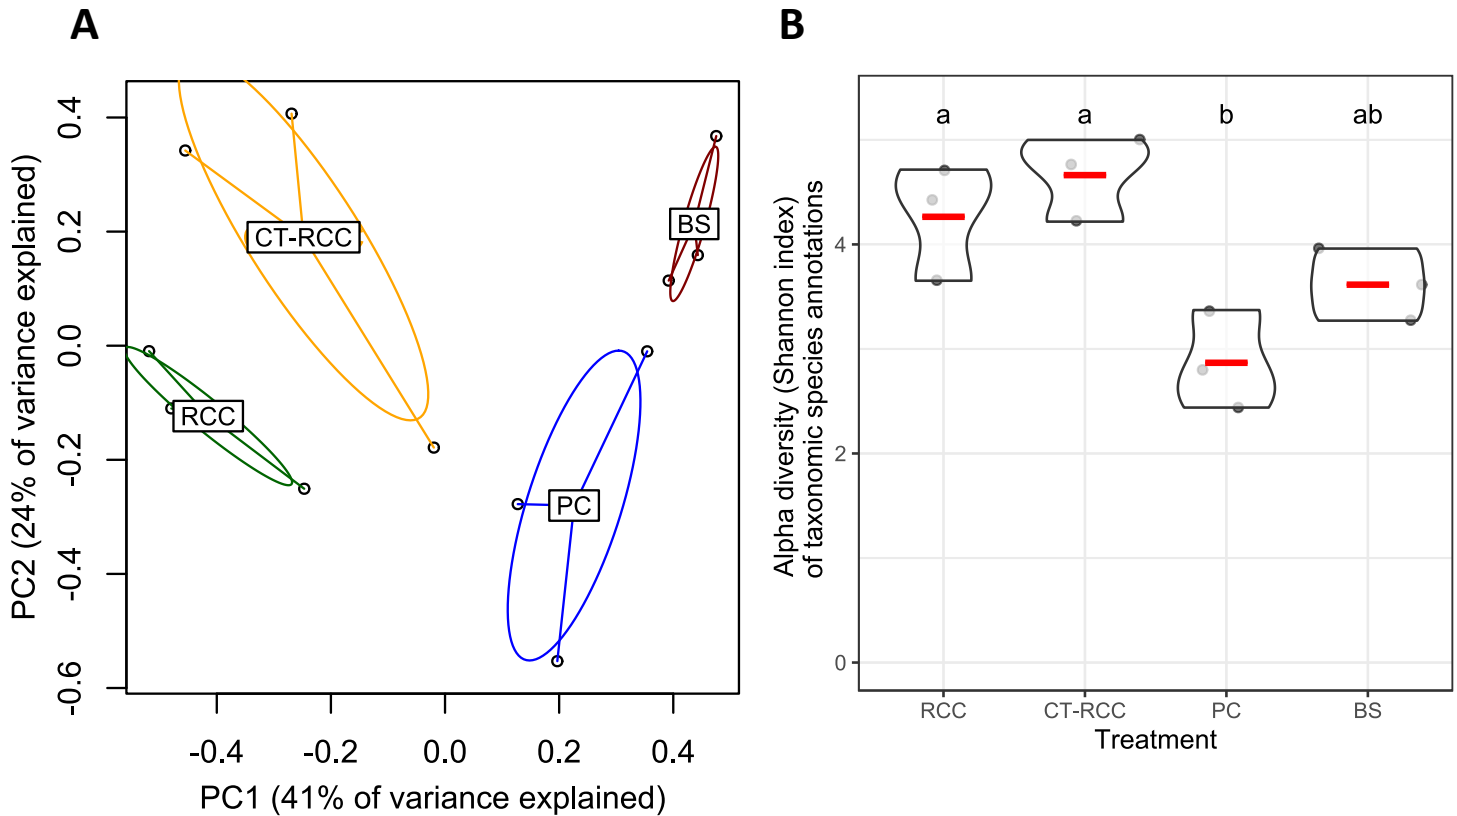 A
PC2 (24% of variance explained)
0.4
0.2
0.0
-0.2
-0.4
-0.6
CT-RCC
BS
RCC
PC
-0.4 -0.2 0.0 0.2 0.4
PC1 (41% of variance explained)
B
Alpha diversity (Shannon index)
of taxonomic species annotations
a a b ab
4
2
0
RCC CT-RCC PC BS
Treatment